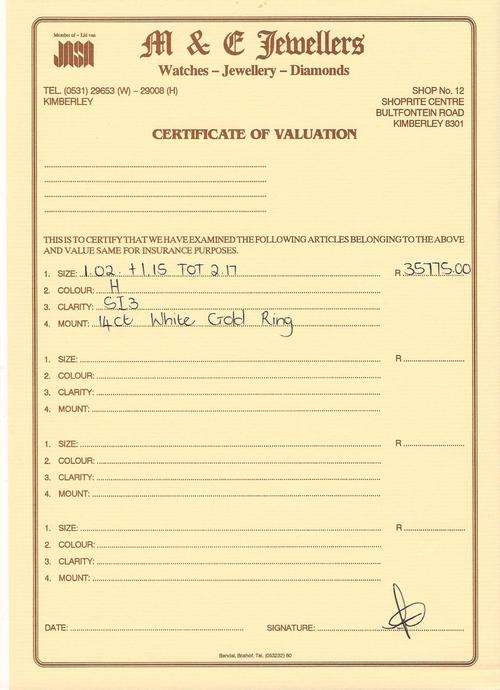 Member of – Lid van
JASA
M & E Jewellers
Watches – Jewellery – Diamonds
TEL. (0531) 29653 (W) – 29008 (H)
KIMBERLEY
SHOP No. 12
SHOPRITE CENTRE
BULTFONTEIN ROAD
KIMBERLEY 8301
CERTIFICATE OF VALUATION
THIS IS TO CERTIFY THAT WE HAVE EXAMINED THE FOLLOWING ARTICLES BELONGING TO THE ABOVE
AND VALUE SAME FOR INSURANCE PURPOSES.
1. SIZE: 1.02. +1.15 TOT 2.17 R 35775.00
2. COLOUR: H
3. CLARITY: SI3
4. MOUNT: 14ct White Gold Ring
1. SIZE: R
2. COLOUR:
3. CLARITY:
4. MOUNT:
1. SIZE: R
2. COLOUR:
3. CLARITY:
4. MOUNT:
1. SIZE: R
2. COLOUR:
3. CLARITY:
4. MOUNT:
DATE: SIGNATURE:
Tel. (053232) 60